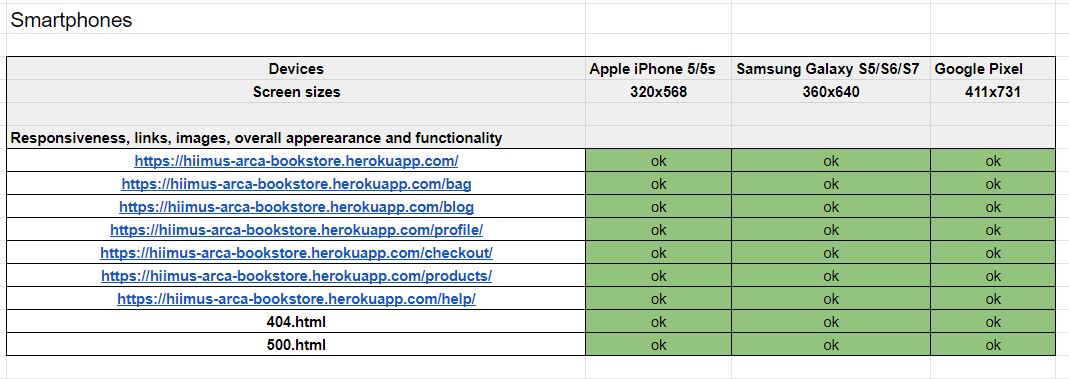 Smartphones
Devices Apple iPhone 5/5s Samsung Galaxy S5/S6/S7 Google Pixel
Screen sizes 320x568 360x640 411x731
Responsiveness, links, images, overall apperearance and functionality
https://hiimus-arca-bookstore.herokuapp.com/ ok ok ok
https://hiimus-arca-bookstore.herokuapp.com/bag ok ok ok
https://hiimus-arca-bookstore.herokuapp.com/blog ok ok ok
https://hiimus-arca-bookstore.herokuapp.com/profile/ ok ok ok
https://hiimus-arca-bookstore.herokuapp.com/checkout/ ok ok ok
https://hiimus-arca-bookstore.herokuapp.com/products/ ok ok ok
https://hiimus-arca-bookstore.herokuapp.com/help/ ok ok ok
404.html ok ok ok
500.html ok ok ok